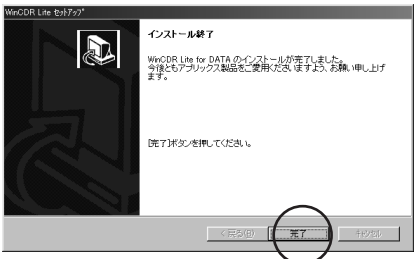 WinCDR Lite セットアップ
インストール終了
WinCDR Lite for DATA のインストールが完了しました。
今後ともアプリックス製品をご愛用くださいますよう、お願い申し上げ
ます。
[完了]ボタンを押してください。
< 戻る(B) 完了 キャンセル